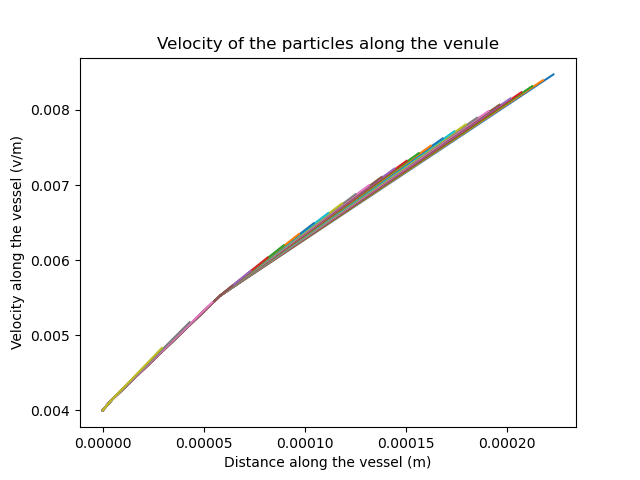 Velocity of the particles along the venule
Velocity along the vessel (v/m)
0.008
0.007
0.006
0.005
0.004
0.00000 0.00005 0.00010 0.00015 0.00020
Distance along the vessel (m)